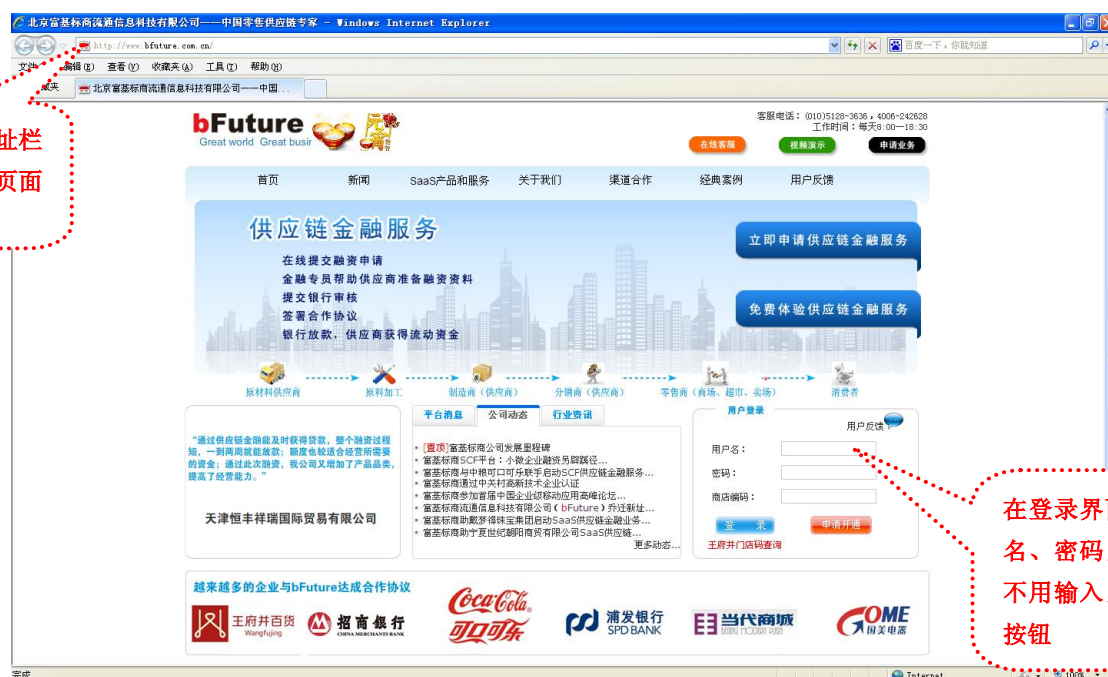 北京富基标商流通信息科技有限公司——中国零售供应链专家 - Windows Internet Explorer
http://www.bfuture.com.cn/
百度一下，你就知道
编辑(E) 查看(V) 收藏夹(A) 工具(T) 帮助(H)
北京富基标商流通信息科技有限公司——中国...
址栏
页面
bFuture
Great world Great busir
元宵
客服电话：(010)5128-3636，4006-242628
工作时间：每天8:00—18:30
在线客服 视频演示 申请业务
首页 新闻 SaaS产品和服务 关于我们 渠道合作 经典案例 用户反馈
供应链金融服务
在线提交融资申请
金融专员帮助供应商准备融资资料
提交银行审核
签署合作协议
银行放款，供应商获得流动资金
立即申请供应链金融服务
免费体验供应链金融服务
原材料供应商 原料加工 制造商（供应商） 分销商（供应商） 零售商（商场、超市、卖场） 消费者
“通过供应链金融能及时获得贷款，整个融资过程
短，一到两周就能放款；额度也较适合经营所需要
的资金；通过此次融资，我公司又增加了产品品类，
提高了经营能力。”
天津恒丰祥瑞国际贸易有限公司
平台消息 公司动态 行业资讯
[置顶]富基标商公司发展里程碑
富基标商SCF平台：小微企业融资另辟蹊径...
富基标商与中粮可口可乐联手启动SCF供应链金融服务...
富基标商通过中关村高新技术企业认证
富基标商参加首届中国企业级移动应用高峰论坛...
富基标商流通信息科技有限公司（bFuture）乔迁新址...
富基标商助戴梦得珠宝集团启动SaaS供应链金融业务...
富基标商助宁夏世纪朝阳商贸有限公司SaaS供应链...
更多动态...
用户登录
用户反馈
用户名：
密码：
商店编码：
登 录 申请开通
王府井门店码查询
在登录界
名、密码
不用输入
按钮
越来越多的企业与bFuture达成合作协议
王府井百货
Wangfujing
招商银行
CHINA MERCHANTS BANK
Coca-Cola
可口可乐
浦发银行
SPD BANK
当代商城
BEIJING MODERN PLAZA
GOME
国美电器
完成
Internet
100%